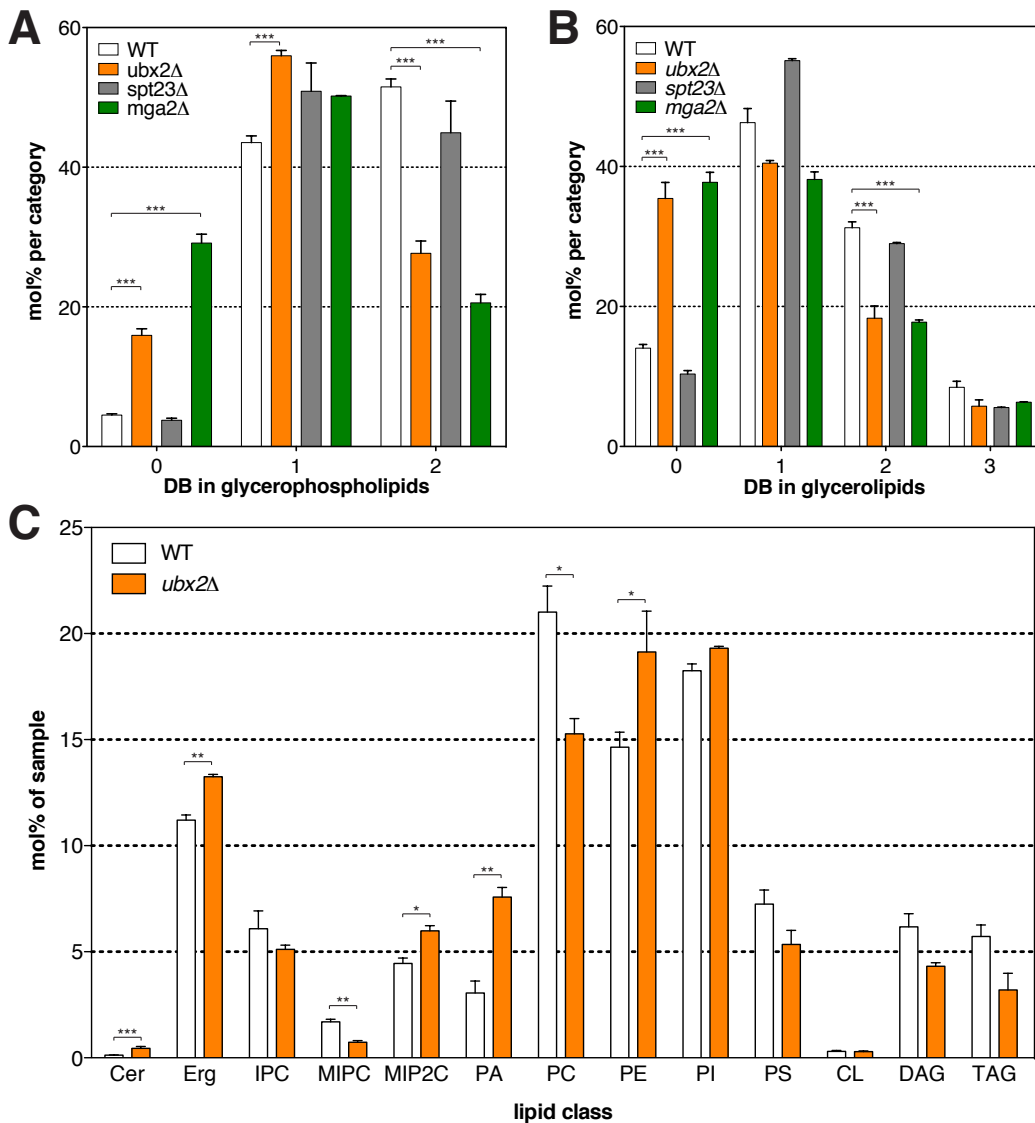 A
60
40
20
0
mol% per category
WT
ubx2Δ
spt23Δ
mga2Δ
***
***
***
***
***
0 1 2
DB in glycerophospholipids
B
60
40
20
0
mol% per category
WT
ubx2Δ
spt23Δ
mga2Δ
***
***
***
***
0 1 2 3
DB in glycerolipids
C
25
20
15
10
5
0
mol% of sample
WT
ubx2Δ
***
**
**
*
**
*
*
Cer Erg IPC MIPC MIP2C PA PC PE PI PS CL DAG TAG
lipid class